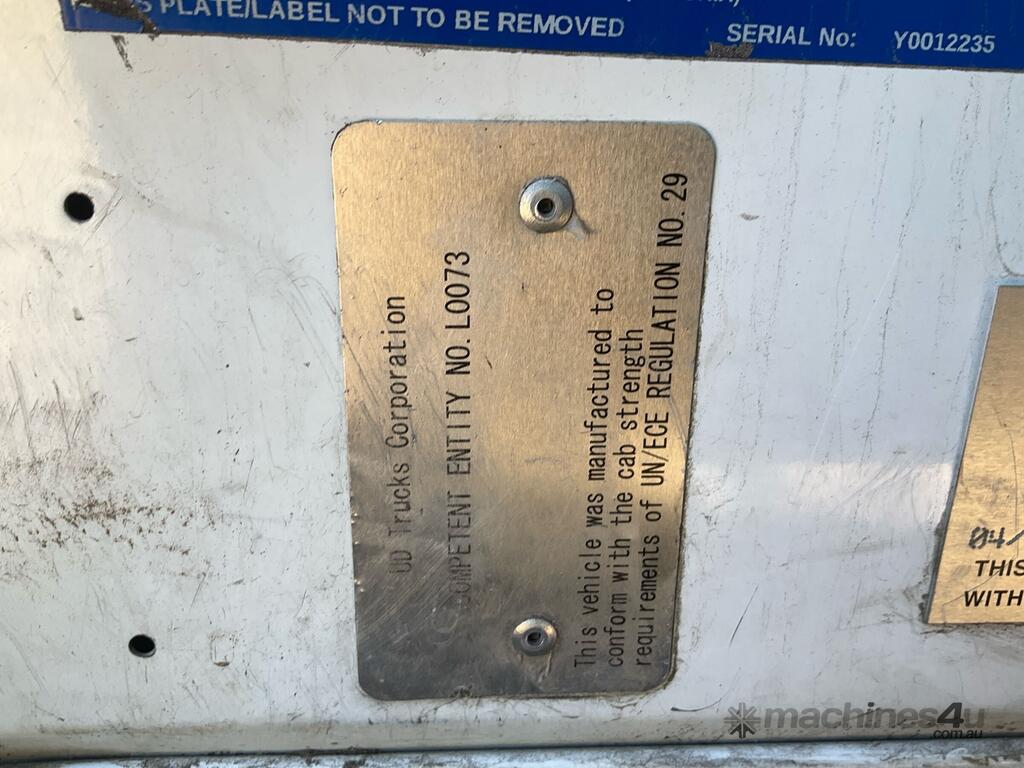 PLATE/LABEL NOT TO BE REMOVED
SERIAL No: Y0012235
UD Trucks Corporation
COMPETENT ENTITY NO. L0073
This vehicle was manufactured to
conform with the cab strength
requirements of UN/ECE REGULATION NO. 29
04/
THIS
WITH
machines4u
.com.au